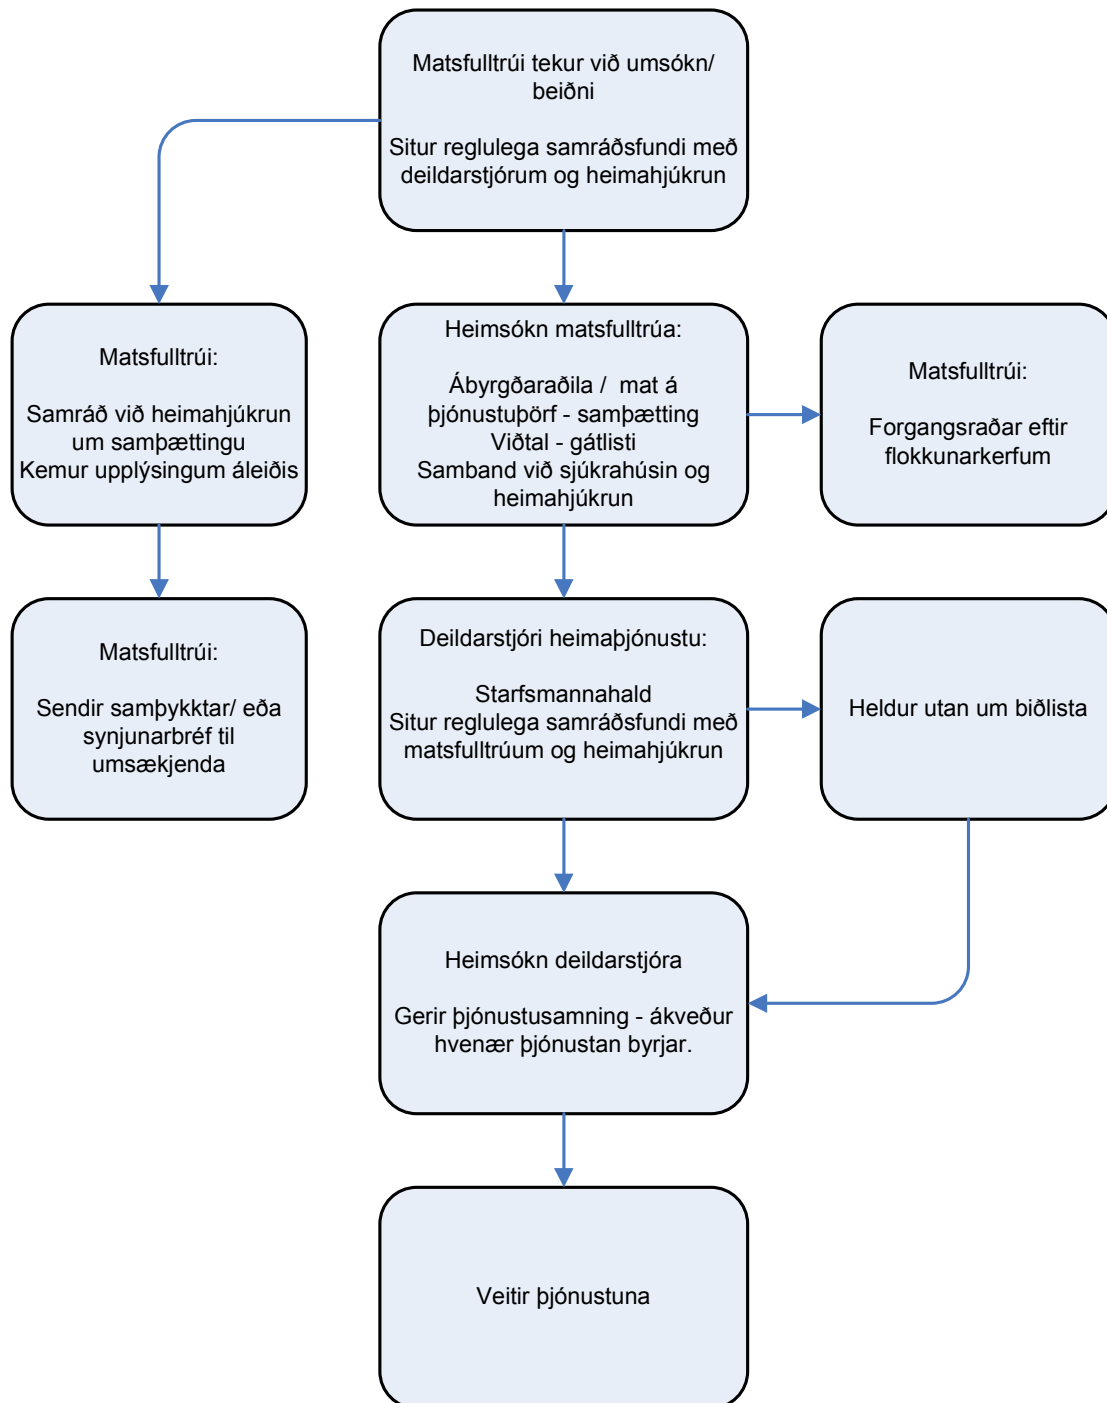 Matsfulltrúi tekur við umsókn/
beiðni
Situr reglulega samráðsfundi með
deildarstjórum og heimahjúkrun
Matsfulltrúi:
Samráð við heimahjúkrun
um samþættingu
Kemur upplýsingum áleiðis
Heimsókn matsfulltrúa:
Ábyrgðaraðila /  mat á
þjónustuþörf - samþætting
Viðtal - gátlisti
Samband við sjúkrahúsin og
heimahjúkrun
Matsfulltrúi:
Forgangsraðar eftir
flokkunarkerfum
Matsfulltrúi:
Sendir samþykktar/ eða
synjunarbréf til
umsækjenda
Deildarstjóri heimaþjónustu:
Starfsmannahald
Situr reglulega samráðsfundi með
matsfulltrúum og heimahjúkrun
Heldur utan um biðlista
Heimsókn deildarstjóra
Gerir þjónustusamning - ákveður
hvenær þjónustan byrjar.
Veitir þjónustuna